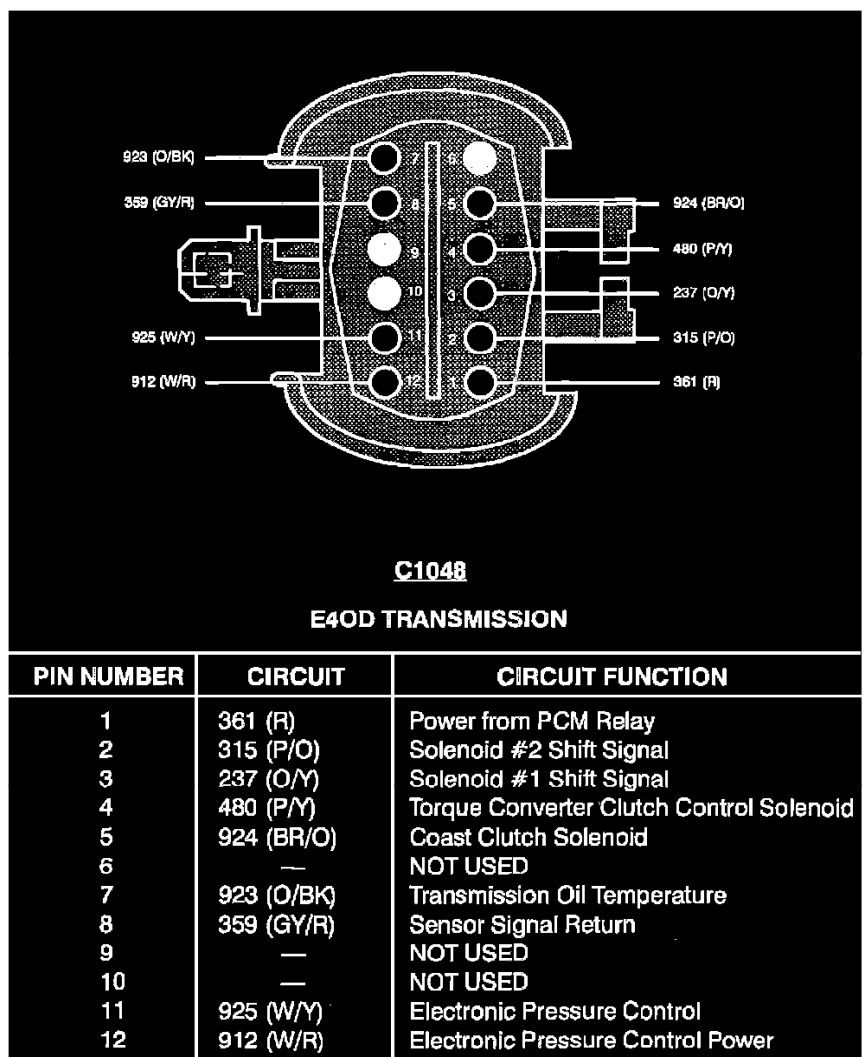 923 (O/BK)
359 (GY/R)
925 (W/Y)
912 (W/R)
7
8
9
10
11
12
6
5
4
3
2
1
924 (BR/O)
480 (P/Y)
237 (O/Y)
315 (P/O)
361 (R)
C1048
E4OD TRANSMISSION
PIN NUMBER CIRCUIT CIRCUIT FUNCTION
1 361 (R) Power from PCM Relay
2 315 (P/O) Solenoid #2 Shift Signal
3 237 (O/Y) Solenoid #1 Shift Signal
4 480 (P/Y) Torque Converter Clutch Control Solenoid
5 924 (BR/O) Coast Clutch Solenoid
6 — NOT USED
7 923 (O/BK) Transmission Oil Temperature
8 359 (GY/R) Sensor Signal Return
9 — NOT USED
10 — NOT USED
11 925 (W/Y) Electronic Pressure Control
12 912 (W/R) Electronic Pressure Control Power